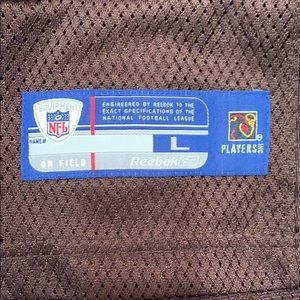 EQUIPMENT
NFL
ENGINEERED BY REEBOK TO THE
EXACT SPECIFICATIONS OF THE
NATIONAL FOOTBALL LEAGUE
NAME#
L
ON FIELD
Reebok
PLAYERS INC